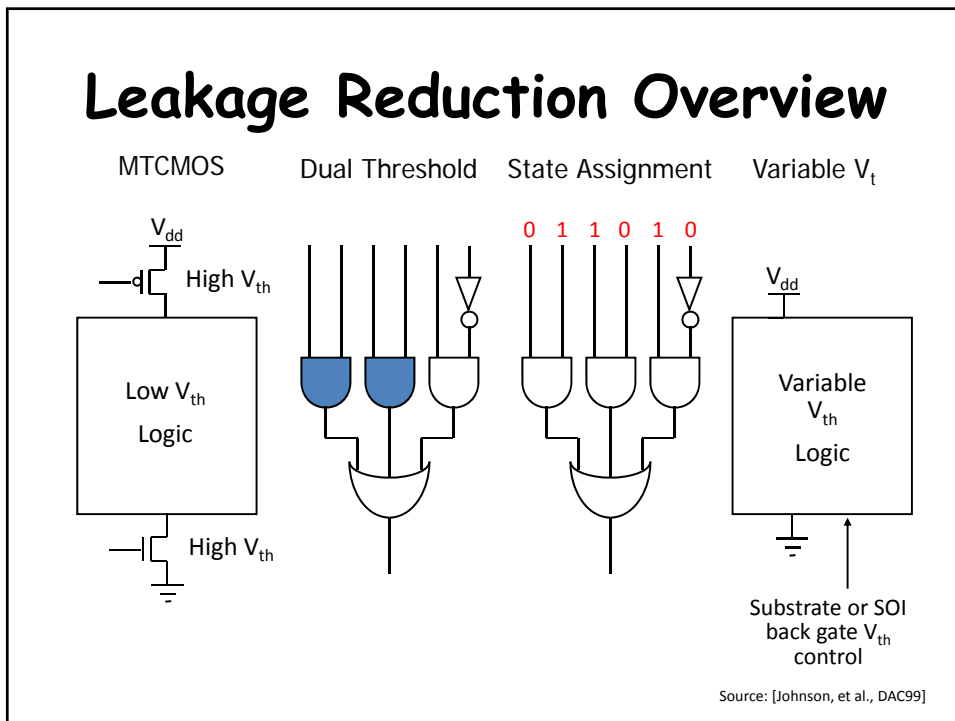 Leakage Reduction Overview
MTCMOS
Dual Threshold
State Assignment
Variable Vt
Vdd
High Vth
Low Vth
Logic
High Vth
0 1 1 0 1 0
Vdd
Variable
Vth
Logic
Substrate or SOI
back gate Vth
control
Source: [Johnson, et al., DAC99]